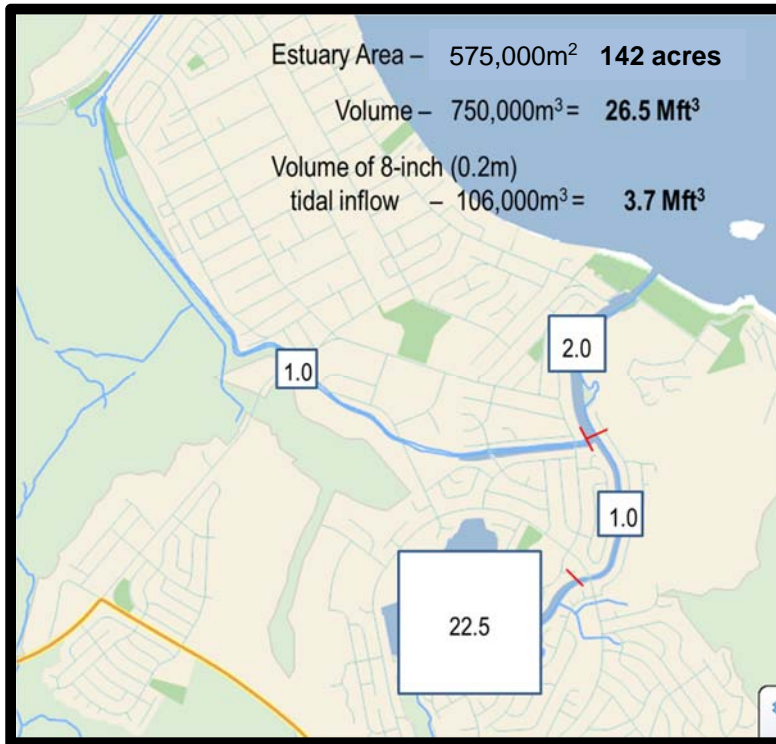 Estuary Area – 575,000m² 142 acres
Volume – 750,000m³ = 26.5 Mft³
Volume of 8-inch (0.2m)
tidal inflow – 106,000m³ = 3.7 Mft³
2.0
1.0
1.0
22.5